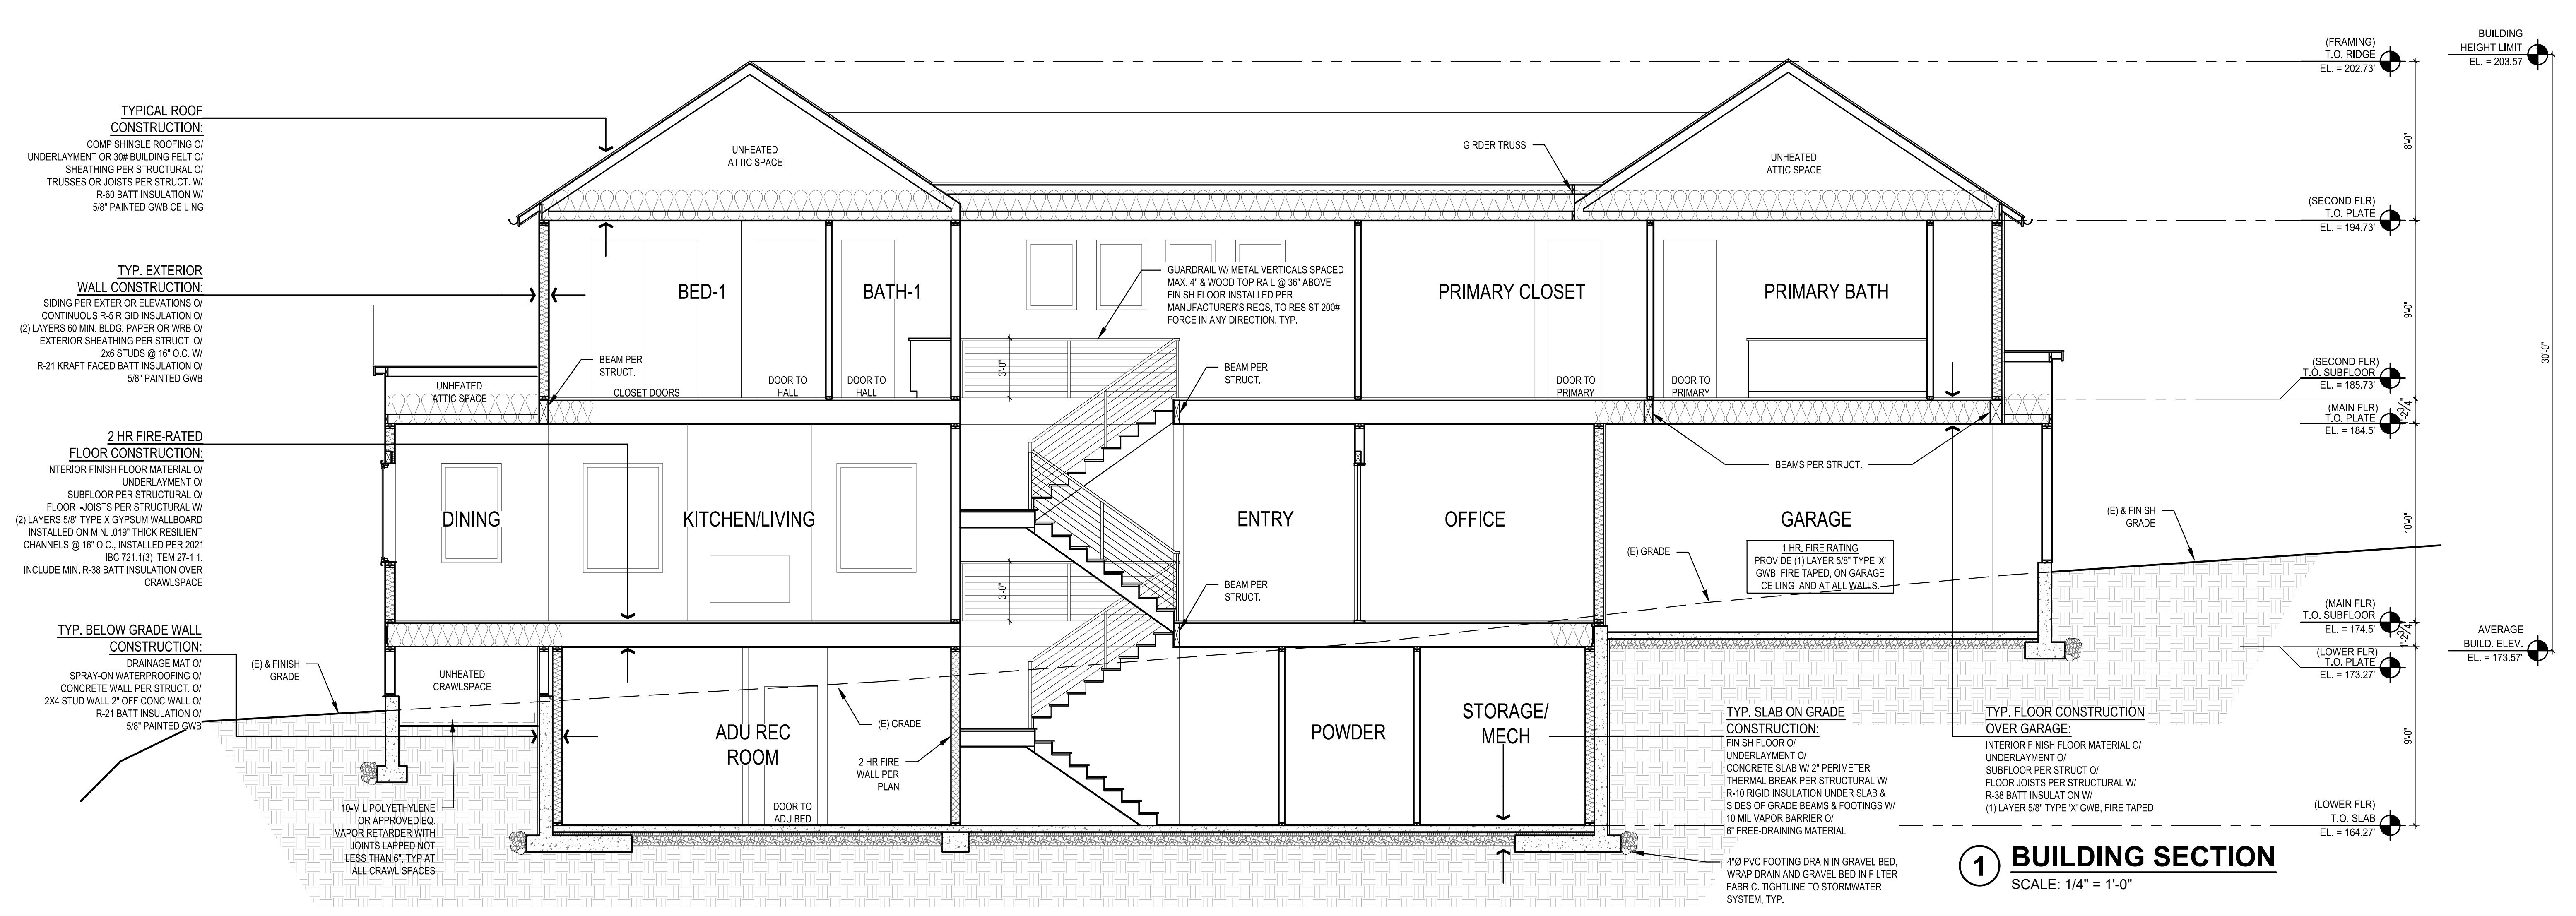 TYPICAL ROOF
CONSTRUCTION:
COMP SHINGLE ROOFING O/
UNDERLAYMENT OR 30# BUILDING FELT O/
SHEATHING PER STRUCTURAL O/
TRUSSES OR JOISTS PER STRUCT. W/
R-60 BATT INSULATION W/
5/8" PAINTED GWB CEILING
TYP. EXTERIOR
WALL CONSTRUCTION:
SIDING PER EXTERIOR ELEVATIONS O/
CONTINUOUS R-5 RIGID INSULATION O/
(2) LAYERS 60 MIN. BLDG. PAPER OR WRB O/
EXTERIOR SHEATHING PER STRUCT. O/
2x6 STUDS @ 16" O.C. W/
R-21 KRAFT FACED BATT INSULATION O/
5/8" PAINTED GWB
2 HR FIRE-RATED
FLOOR CONSTRUCTION:
INTERIOR FINISH FLOOR MATERIAL O/
UNDERLAYMENT O/
SUBFLOOR PER STRUCTURAL O/
FLOOR I-JOISTS PER STRUCTURAL W/
(2) LAYERS 5/8" TYPE X GYPSUM WALLBOARD
INSTALLED ON MIN. .019" THICK RESILIENT
CHANNELS @ 16" O.C., INSTALLED PER 2021
IBC 721.1(3) ITEM 27-1.1.
INCLUDE MIN. R-38 BATT INSULATION OVER
CRAWLSPACE
TYP. BELOW GRADE WALL
CONSTRUCTION:
DRAINAGE MAT O/
SPRAY-ON WATERPROOFING O/
CONCRETE WALL PER STRUCT. O/
2X4 STUD WALL 2" OFF CONC WALL O/
R-21 BATT INSULATION O/
5/8" PAINTED GWB
(E) & FINISH
GRADE
10-MIL POLYETHYLENE
OR APPROVED EQ.
VAPOR RETARDER WITH
JOINTS LAPPED NOT
LESS THAN 6", TYP AT
ALL CRAWL SPACES
UNHEATED
ATTIC SPACE
UNHEATED
ATTIC SPACE
GIRDER TRUSS
UNHEATED
ATTIC SPACE
BED-1
BATH-1
GUARDRAIL W/ METAL VERTICALS SPACED
MAX. 4" & WOOD TOP RAIL @ 36" ABOVE
FINISH FLOOR INSTALLED PER
MANUFACTURER'S REQS, TO RESIST 200#
FORCE IN ANY DIRECTION, TYP.
PRIMARY CLOSET
PRIMARY BATH
BEAM PER
STRUCT.
CLOSET DOORS
DOOR TO
HALL
DOOR TO
HALL
3'-0"
BEAM PER
STRUCT.
DOOR TO
PRIMARY
DOOR TO
PRIMARY
BEAMS PER STRUCT.
DINING
KITCHEN/LIVING
ENTRY
OFFICE
GARAGE
1 HR. FIRE RATING
PROVIDE (1) LAYER 5/8" TYPE 'X'
GWB, FIRE TAPED, ON GARAGE
CEILING AND AT ALL WALLS.
(E) GRADE
(E) & FINISH
GRADE
3'-0"
BEAM PER
STRUCT.
UNHEATED
CRAWLSPACE
ADU REC
ROOM
(E) GRADE
2 HR FIRE
WALL PER
PLAN
DOOR TO
ADU BED
POWDER
STORAGE/
MECH
TYP. SLAB ON GRADE
CONSTRUCTION:
FINISH FLOOR O/
UNDERLAYMENT O/
CONCRETE SLAB W/ 2" PERIMETER
THERMAL BREAK PER STRUCTURAL W/
R-10 RIGID INSULATION UNDER SLAB &
SIDES OF GRADE BEAMS & FOOTINGS W/
10 MIL VAPOR BARRIER O/
6" FREE-DRAINING MATERIAL
4"Ø PVC FOOTING DRAIN IN GRAVEL BED,
WRAP DRAIN AND GRAVEL BED IN FILTER
FABRIC. TIGHTLINE TO STORMWATER
SYSTEM, TYP.
TYP. FLOOR CONSTRUCTION
OVER GARAGE:
INTERIOR FINISH FLOOR MATERIAL O/
UNDERLAYMENT O/
SUBFLOOR PER STRUCT O/
FLOOR JOISTS PER STRUCTURAL W/
R-38 BATT INSULATION W/
(1) LAYER 5/8" TYPE 'X' GWB, FIRE TAPED
(FRAMING)
T.O. RIDGE
EL. = 202.73'
BUILDING
HEIGHT LIMIT
EL. = 203.57
8'-0"
(SECOND FLR)
T.O. PLATE
EL. = 194.73'
9'-0"
30'-0"
(SECOND FLR)
T.O. SUBFLOOR
EL. = 185.73'
1'-2 3/4"
(MAIN FLR)
T.O. PLATE
EL. = 184.5'
10'-0"
(MAIN FLR)
T.O. SUBFLOOR
EL. = 174.5'
1'-2 3/4"
AVERAGE
BUILD. ELEV.
EL. = 173.57'
(LOWER FLR)
T.O. PLATE
EL. = 173.27'
9'-0"
(LOWER FLR)
T.O. SLAB
EL. = 164.27'
1 BUILDING SECTION
SCALE: 1/4" = 1'-0"